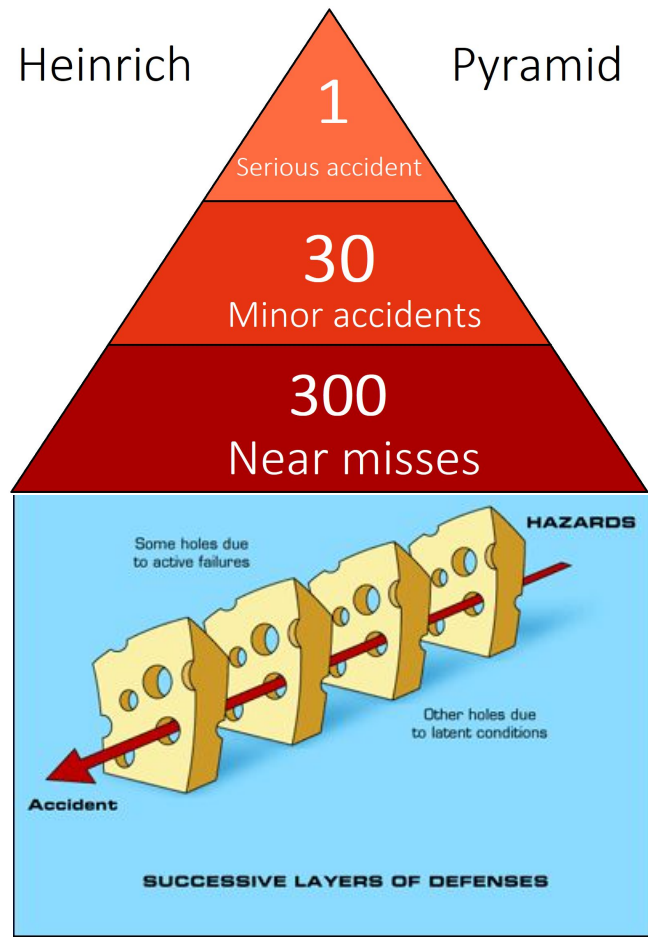 Heinrich Pyramid
1
Serious accident
30
Minor accidents
300
Near misses
HAZARDS
Some holes due
to active failures
Other holes due
to latent conditions
Accident
SUCCESSIVE LAYERS OF DEFENSES